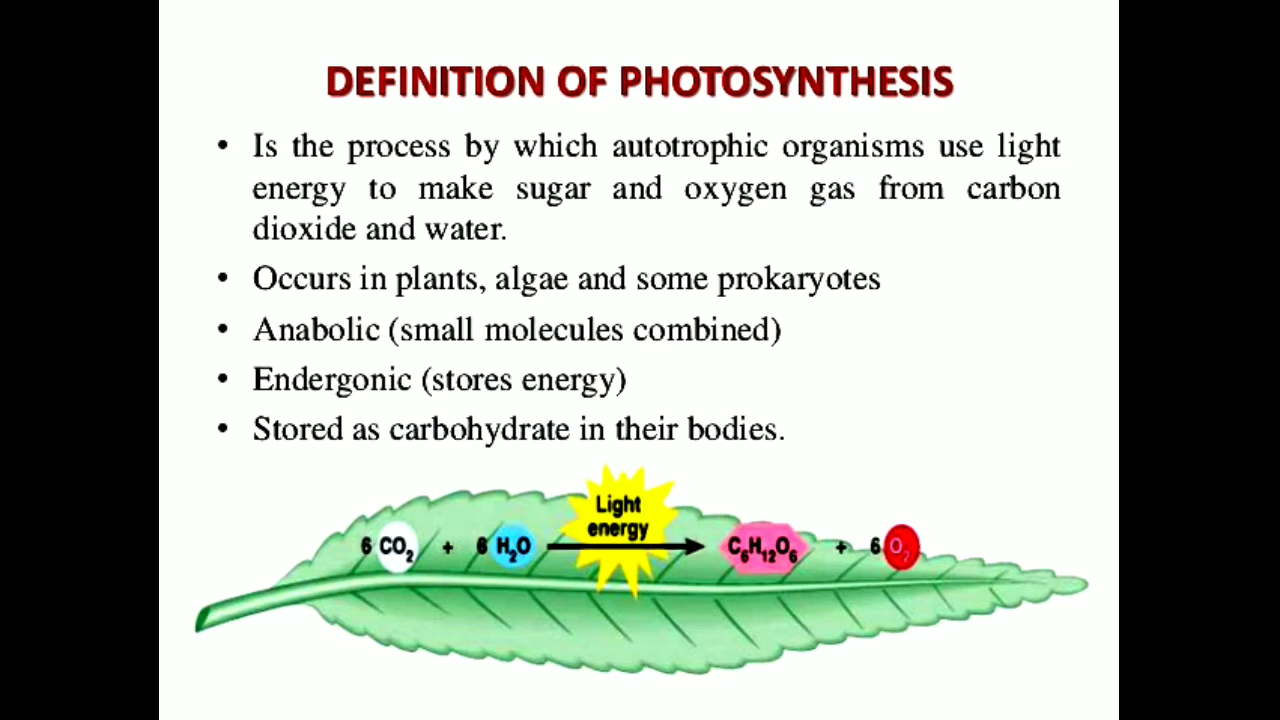 DEFINITION OF PHOTOSYNTHESIS
• Is the process by which autotrophic organisms use light
energy to make sugar and oxygen gas from carbon
dioxide and water.
• Occurs in plants, algae and some prokaryotes
• Anabolic (small molecules combined)
• Endergonic (stores energy)
• Stored as carbohydrate in their bodies.
Light
energy
6 CO₂ + 6 H₂O → C₆H₁₂O₆ + 6 O₂